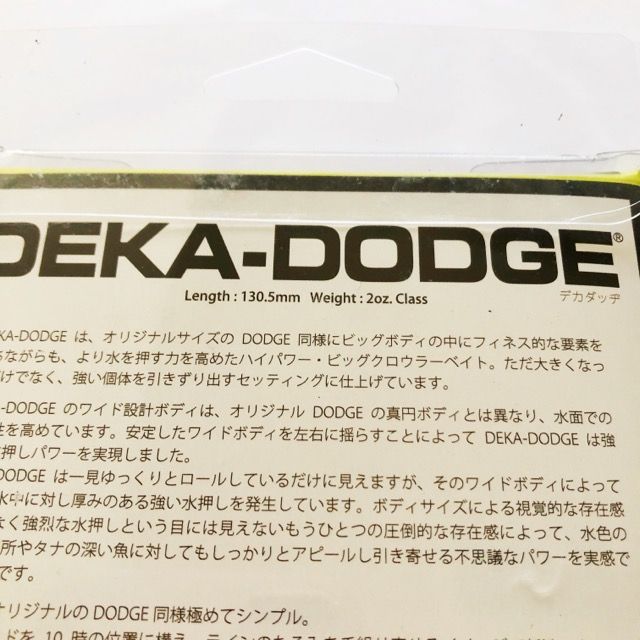 DEKA-DODGE®
Length : 130.5mm Weight : 2oz. Class
デカダッヂ
KA-DODGE は、オリジナルサイズの DODGE 同様にビッグボディの中にフィネス的な要素を
ながらも、より水を押す力を高めたハイパワー・ビッグクロウラーベイト。ただ大きくなっ
けでなく、強い個体を引きずり出すセッティングに仕上げています。
-DODGE のワイド設計ボディは、オリジナル DODGE の真円ボディとは異なり、水面での
性を高めています。安定したワイドボディを左右に揺らすことによって DEKA-DODGE は強
押しパワーを実現しました。
DODGE は一見ゆっくりとロールしているだけに見えますが、そのワイドボディによって
水中に対し厚みのある強い水押しを発生しています。ボディサイズによる視覚的な存在感
なく強烈な水押しという目には見えないもうひとつの圧倒的な存在感によって、水色の
所やタナの深い魚に対してもしっかりとアピールし引き寄せる不思議なパワーを実感で
です。
オリジナルの DODGE 同様極めてシンプル。
ドを 10 時の位置に構え、ラインの